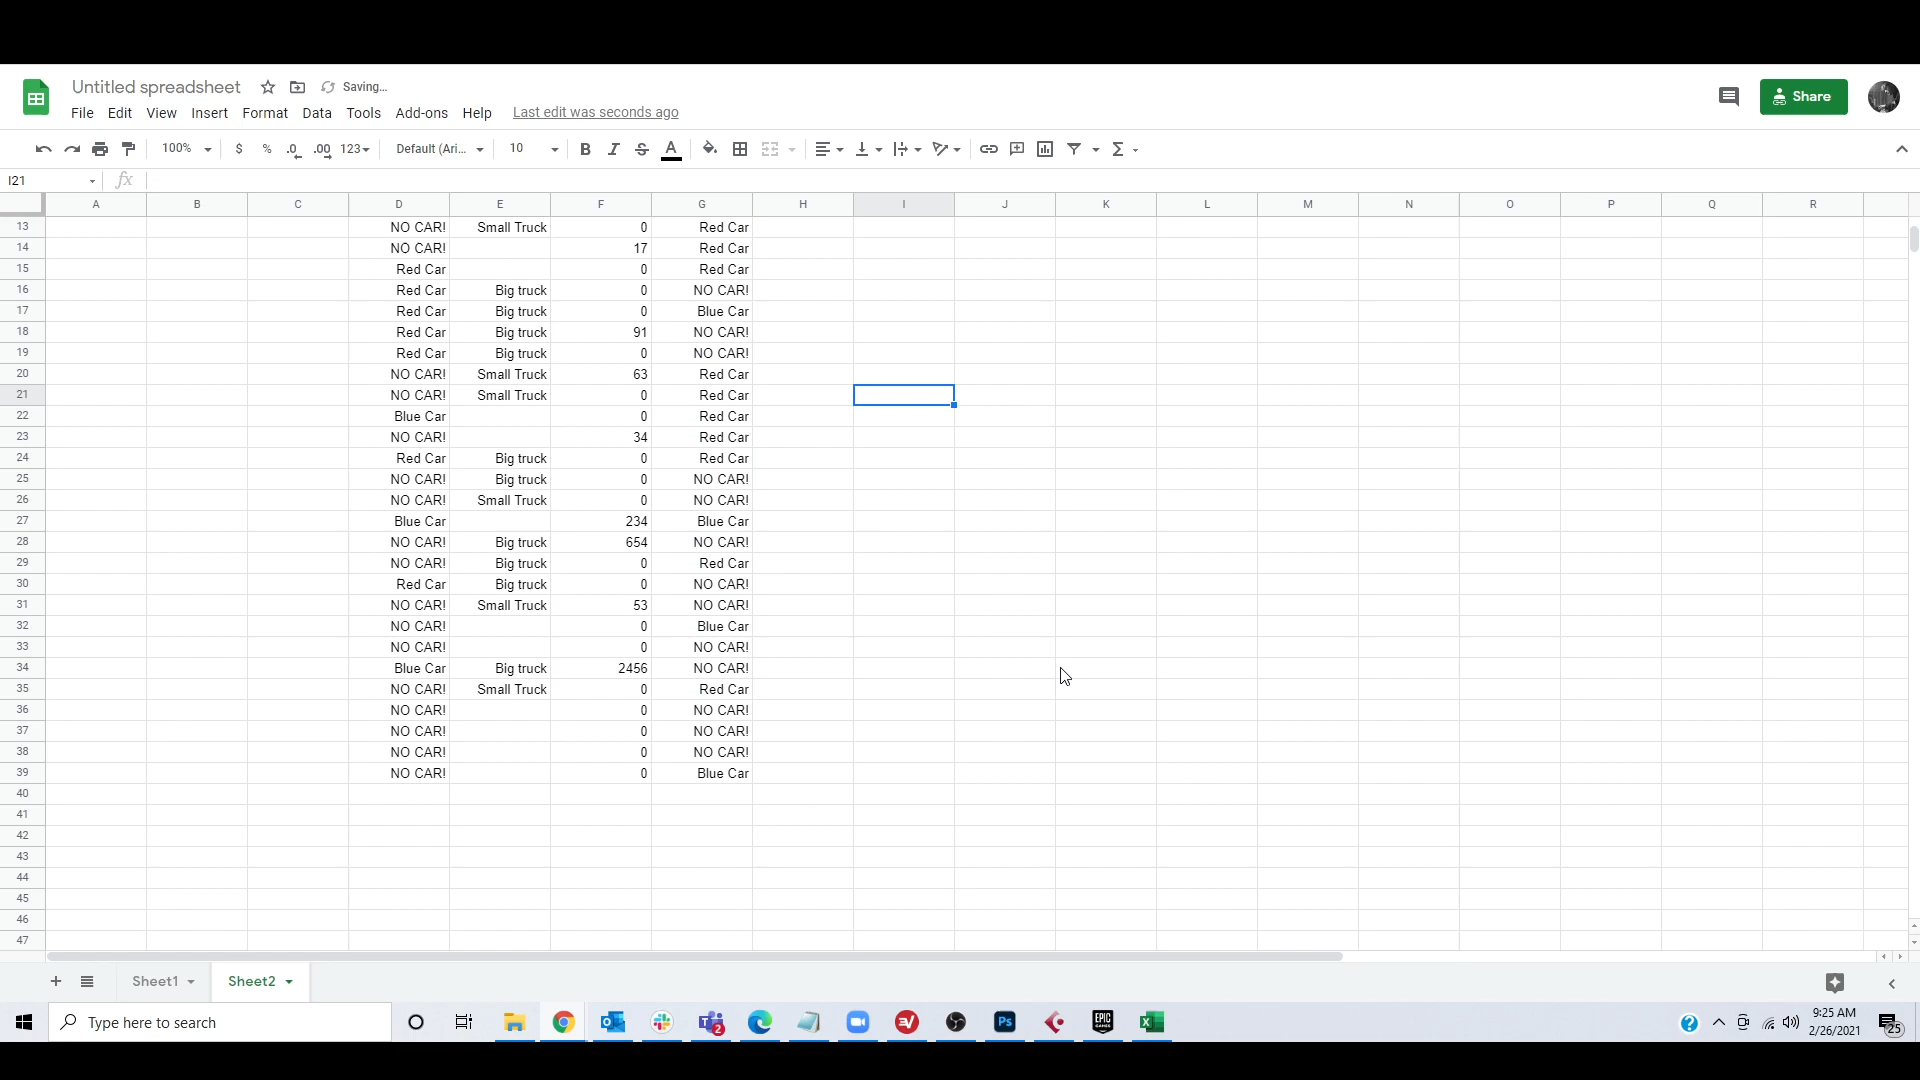 Untitled spreadsheet Saving...
Share
File Edit View Insert Format Data Tools Add-ons Help Last edit was seconds ago
100% $ % .0 .00 123 Default (Ari... 10 B I S A Σ
I21 fx
A B C D E F G H I J K L M N O P Q R
13 NO CAR! Small Truck 0 Red Car
14 NO CAR! 17 Red Car
15 Red Car 0 Red Car
16 Red Car Big truck 0 NO CAR!
17 Red Car Big truck 0 Blue Car
18 Red Car Big truck 91 NO CAR!
19 Red Car Big truck 0 NO CAR!
20 NO CAR! Small Truck 63 Red Car
21 NO CAR! Small Truck 0 Red Car
22 Blue Car 0 Red Car
23 NO CAR! 34 Red Car
24 Red Car Big truck 0 Red Car
25 NO CAR! Big truck 0 NO CAR!
26 NO CAR! Small Truck 0 NO CAR!
27 Blue Car 234 Blue Car
28 NO CAR! Big truck 654 NO CAR!
29 NO CAR! Big truck 0 Red Car
30 Red Car Big truck 0 NO CAR!
31 NO CAR! Small Truck 53 NO CAR!
32 NO CAR! 0 Blue Car
33 NO CAR! 0 NO CAR!
34 Blue Car Big truck 2456 NO CAR!
35 NO CAR! Small Truck 0 Red Car
36 NO CAR! 0 NO CAR!
37 NO CAR! 0 NO CAR!
38 NO CAR! 0 NO CAR!
39 NO CAR! 0 Blue Car
40
41
42
43
44
45
46
47
Sheet1 Sheet2
Type here to search
2
Ps
EPIC GAMES
9:25 AM
2/26/2021
25